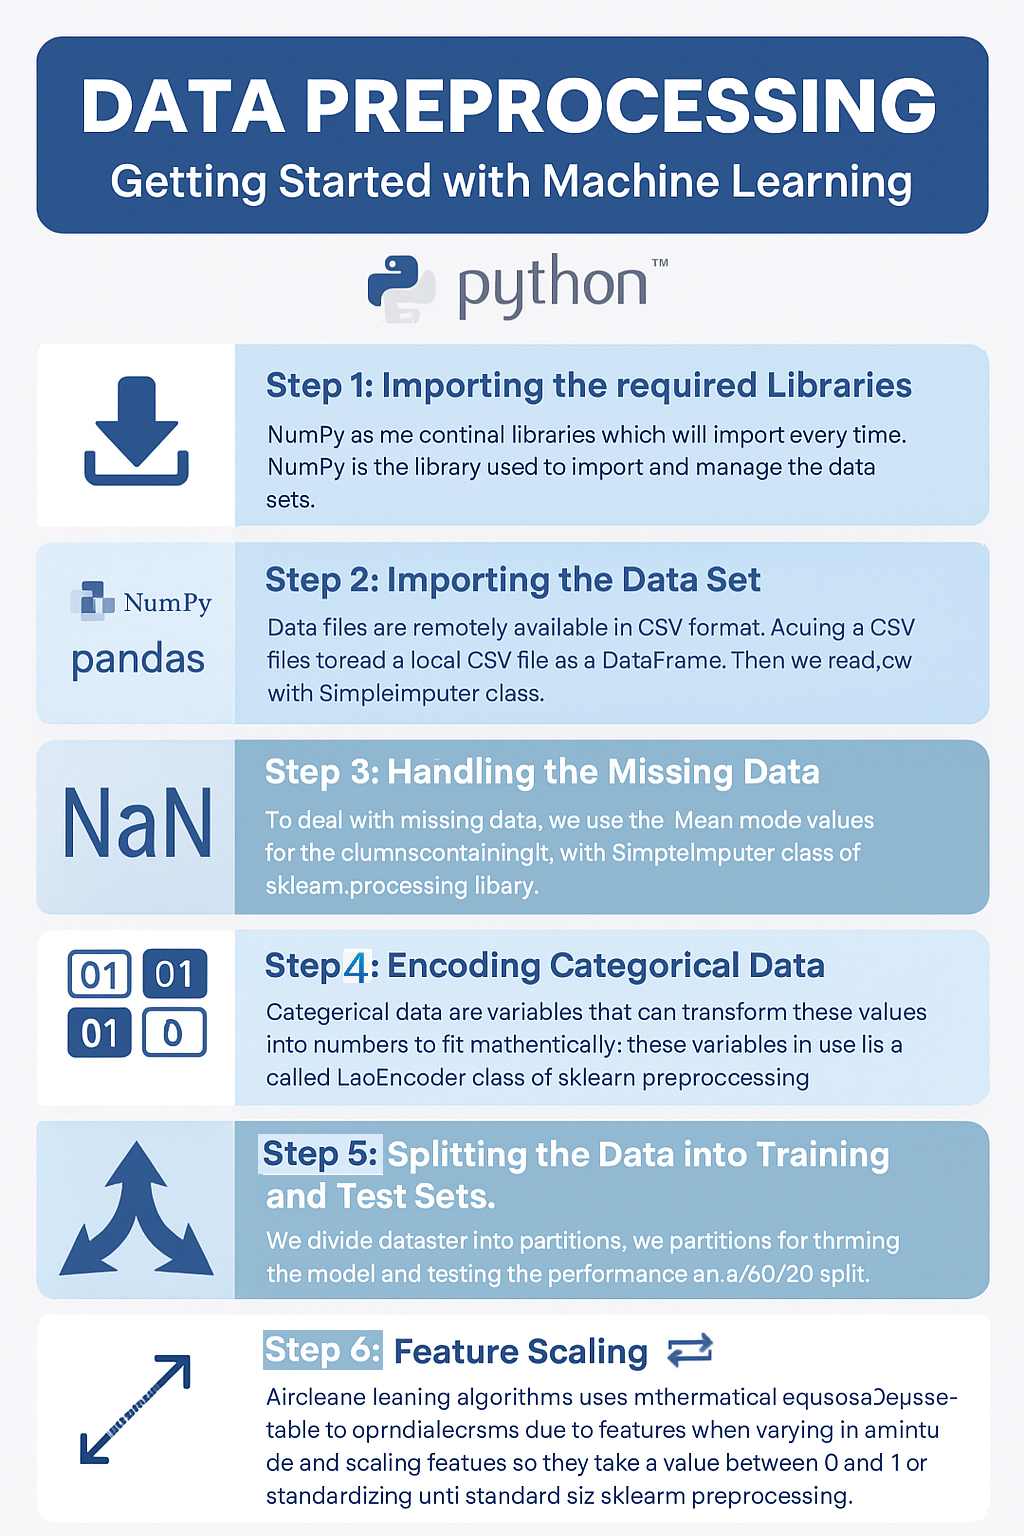 DATA PREPROCESSING
Getting Started with Machine Learning
python™
Step 1: Importing the required Libraries
NumPy as me continal libraries which will import every time.
NumPy is the library used to import and manage the data
sets.
NumPy
pandas
Step 2: Importing the Data Set
Data files are remotely available in CSV format. Acuing a CSV
files toread a local CSV file as a DataFrame. Then we read,cw
with Simpleimputer class.
NaN
Step 3: Handling the Missing Data
To deal with missing data, we use the Mean mode values
for the clumnscontainingIt, with SimpteImputer class of
skleam.processing libary.
01 01
01 0
Step 4: Encoding Categorical Data
Categerical data are variables that can transform these values
into numbers to fit mathentically: these variables in use lis a
called LaoEncoder class of sklearn preproccessing
Step 5: Splitting the Data into Training
and Test Sets.
We divide dataster into partitions, we partitions for thrming
the model and testing the performance an.a/60/20 split.
Step 6: Feature Scaling
Aircleane leaning algorithms uses mthermatical
table to oprndialecrsms due to features when varying in amintu
de and scaling featues so they take a value between 0 and 1 or
standardizing unti standard siz sklearm preprocessing.